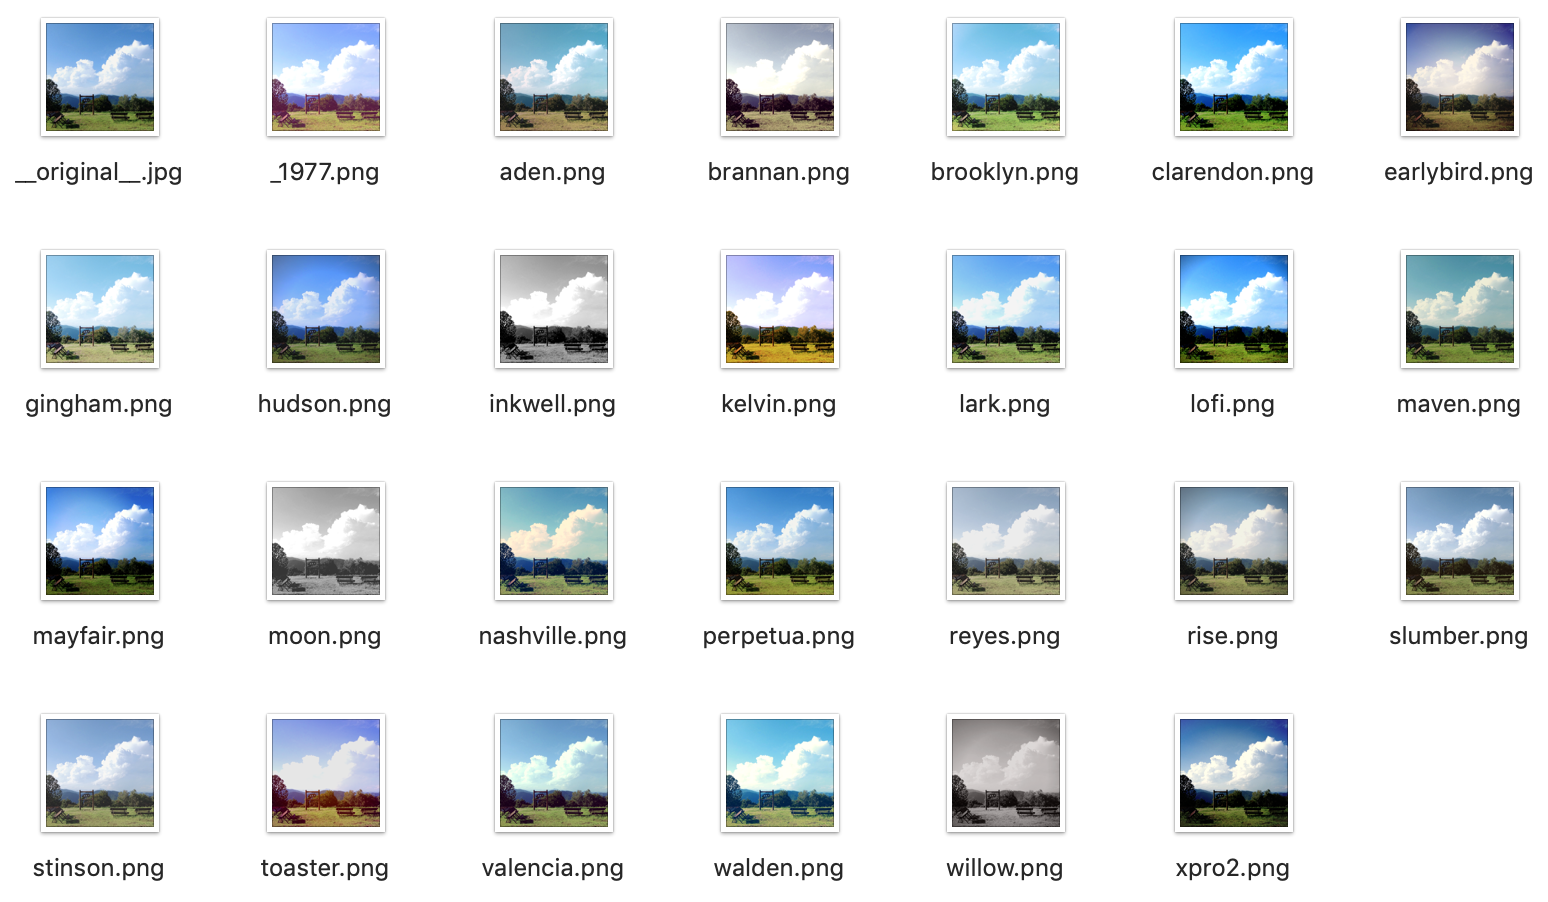 __original__.jpg
_1977.png
aden.png
brannan.png
brooklyn.png
clarendon.png
earlybird.png
gingham.png
hudson.png
inkwell.png
kelvin.png
lark.png
lofi.png
maven.png
mayfair.png
moon.png
nashville.png
perpetua.png
reyes.png
rise.png
slumber.png
stinson.png
toaster.png
valencia.png
walden.png
willow.png
xpro2.png